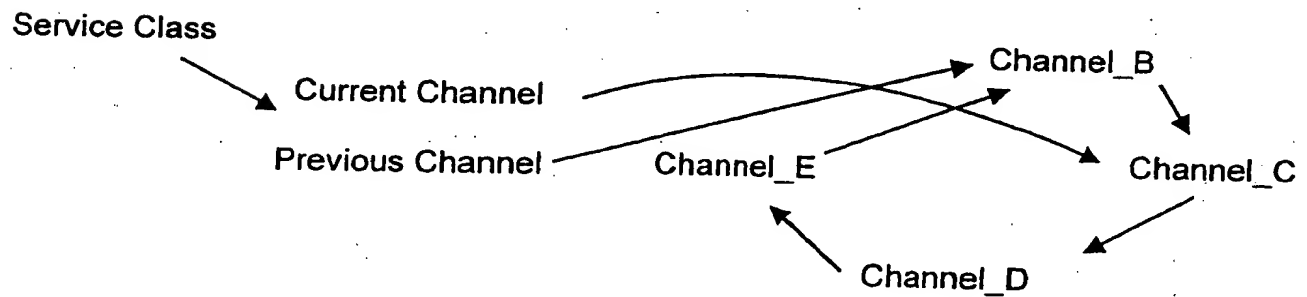 Service Class
Current Channel
Previous Channel
Channel_B
Channel_E
Channel_C
Channel_D